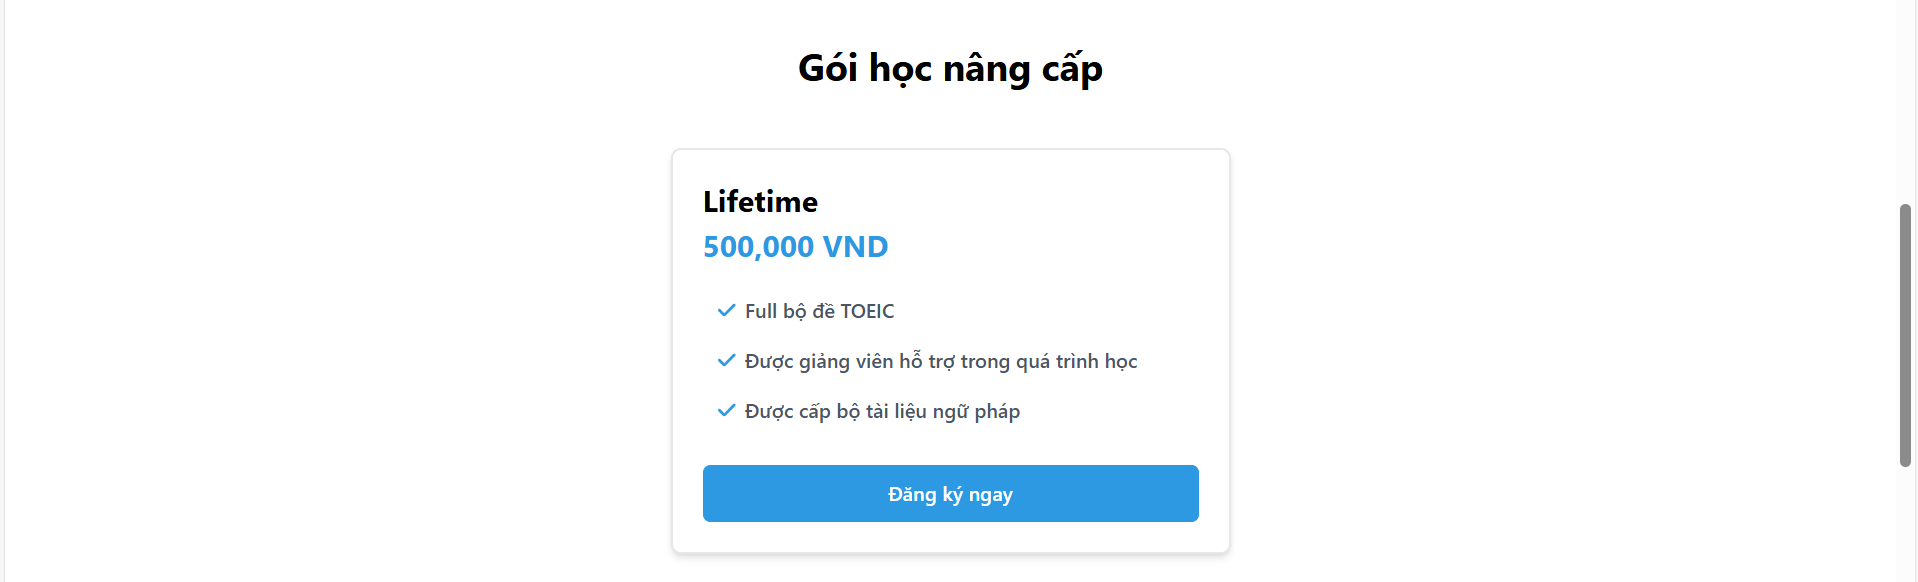 Gói học nâng cấp
Lifetime
500,000 VND
Full bộ đề TOEIC
Được giảng viên hỗ trợ trong quá trình học
Được cấp bộ tài liệu ngữ pháp
Đăng ký ngay